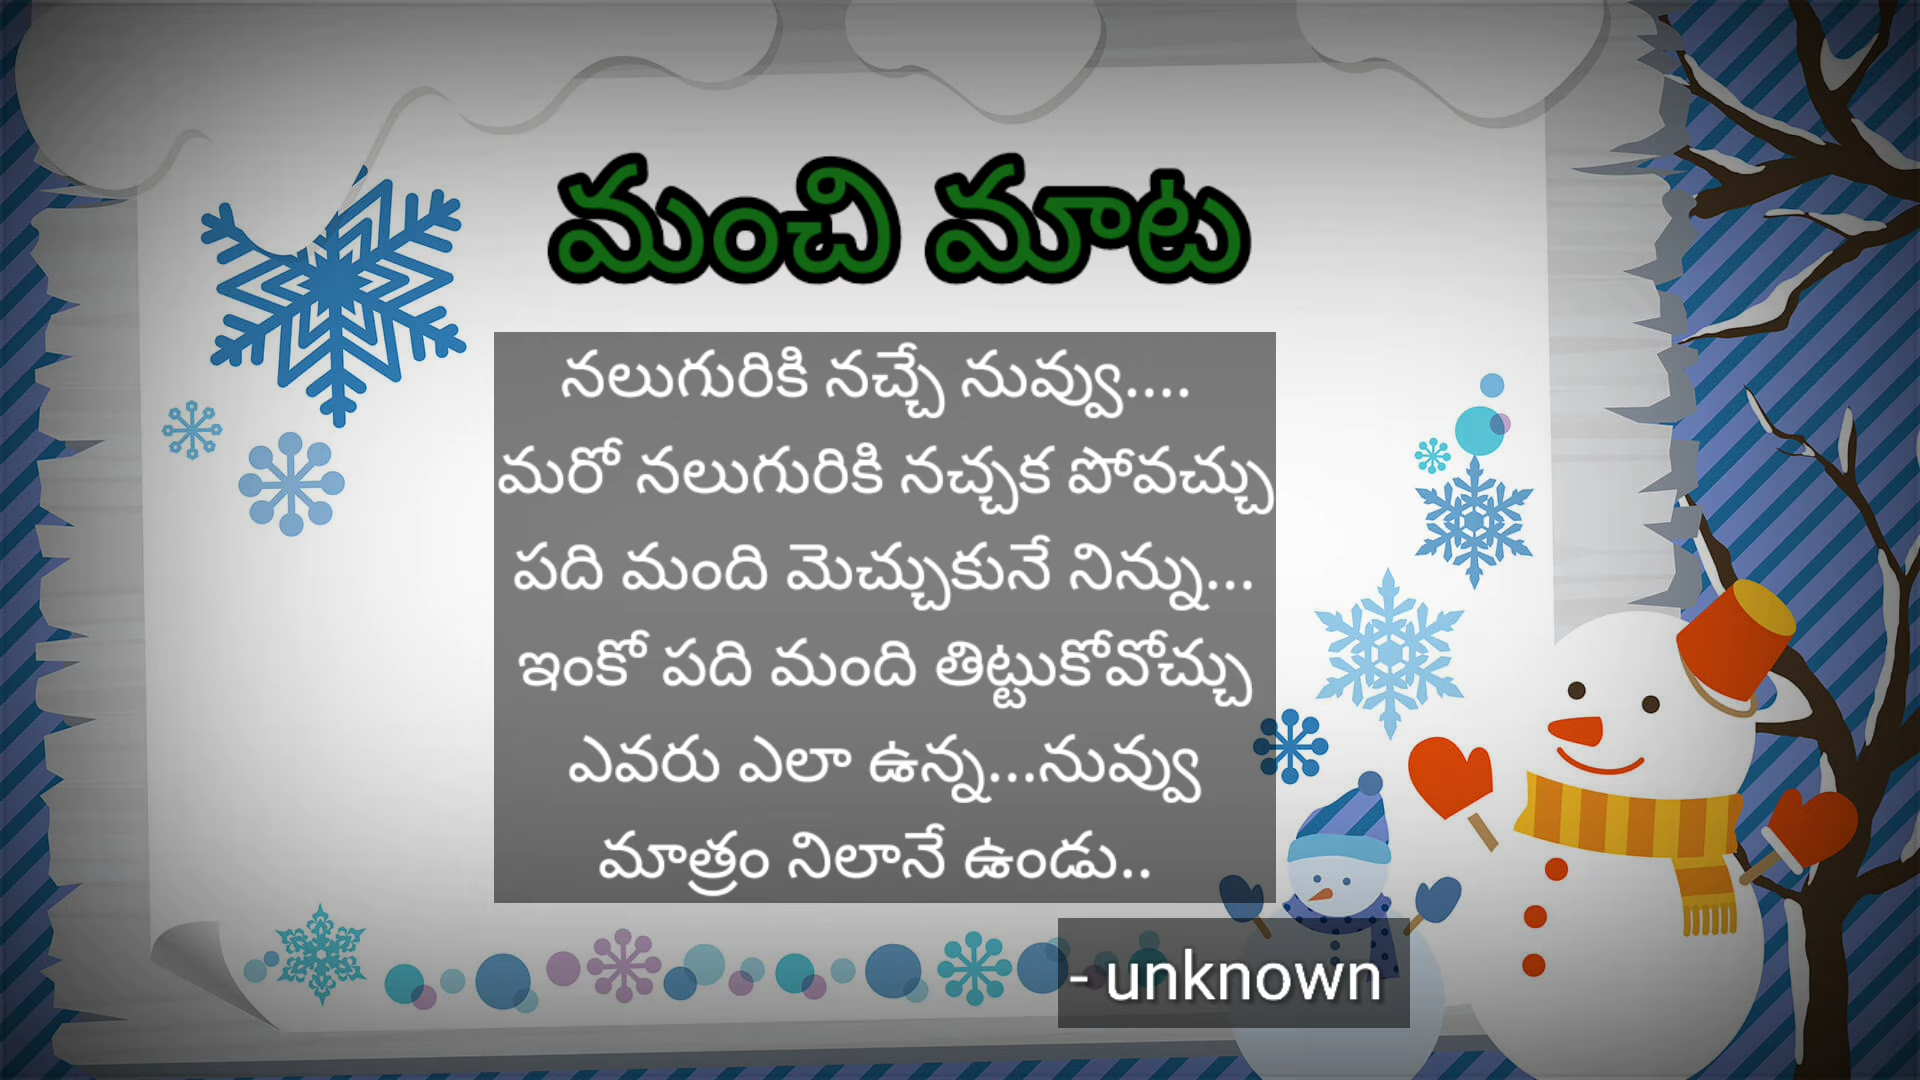 మంచి మాట
నలుగురికి నచ్చే నువ్వు....
మరో నలుగురికి నచ్చక పోవచ్చు
పది మంది మెచ్చుకునే నిన్ను...
ఇంకో పది మంది తిట్టుకోవోచ్చు
ఎవరు ఎలా ఉన్న...నువ్వు
మాత్రం నిలానే ఉండు..
- unknown